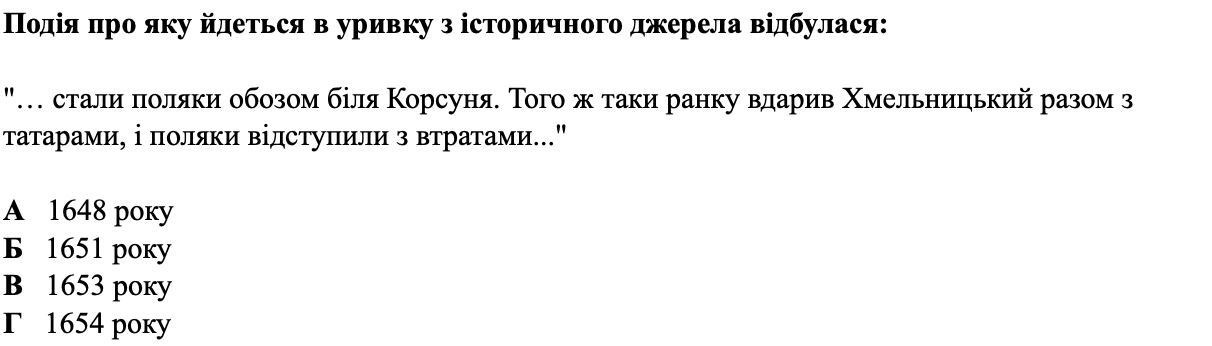 Подія про яку йдеться в уривку з історичного джерела відбулася:
"… стали поляки обозом біля Корсуня. Того ж таки ранку вдарив Хмельницький разом з
татарами, і поляки відступили з втратами..."
А 1648 року
Б 1651 року
В 1653 року
Г 1654 року